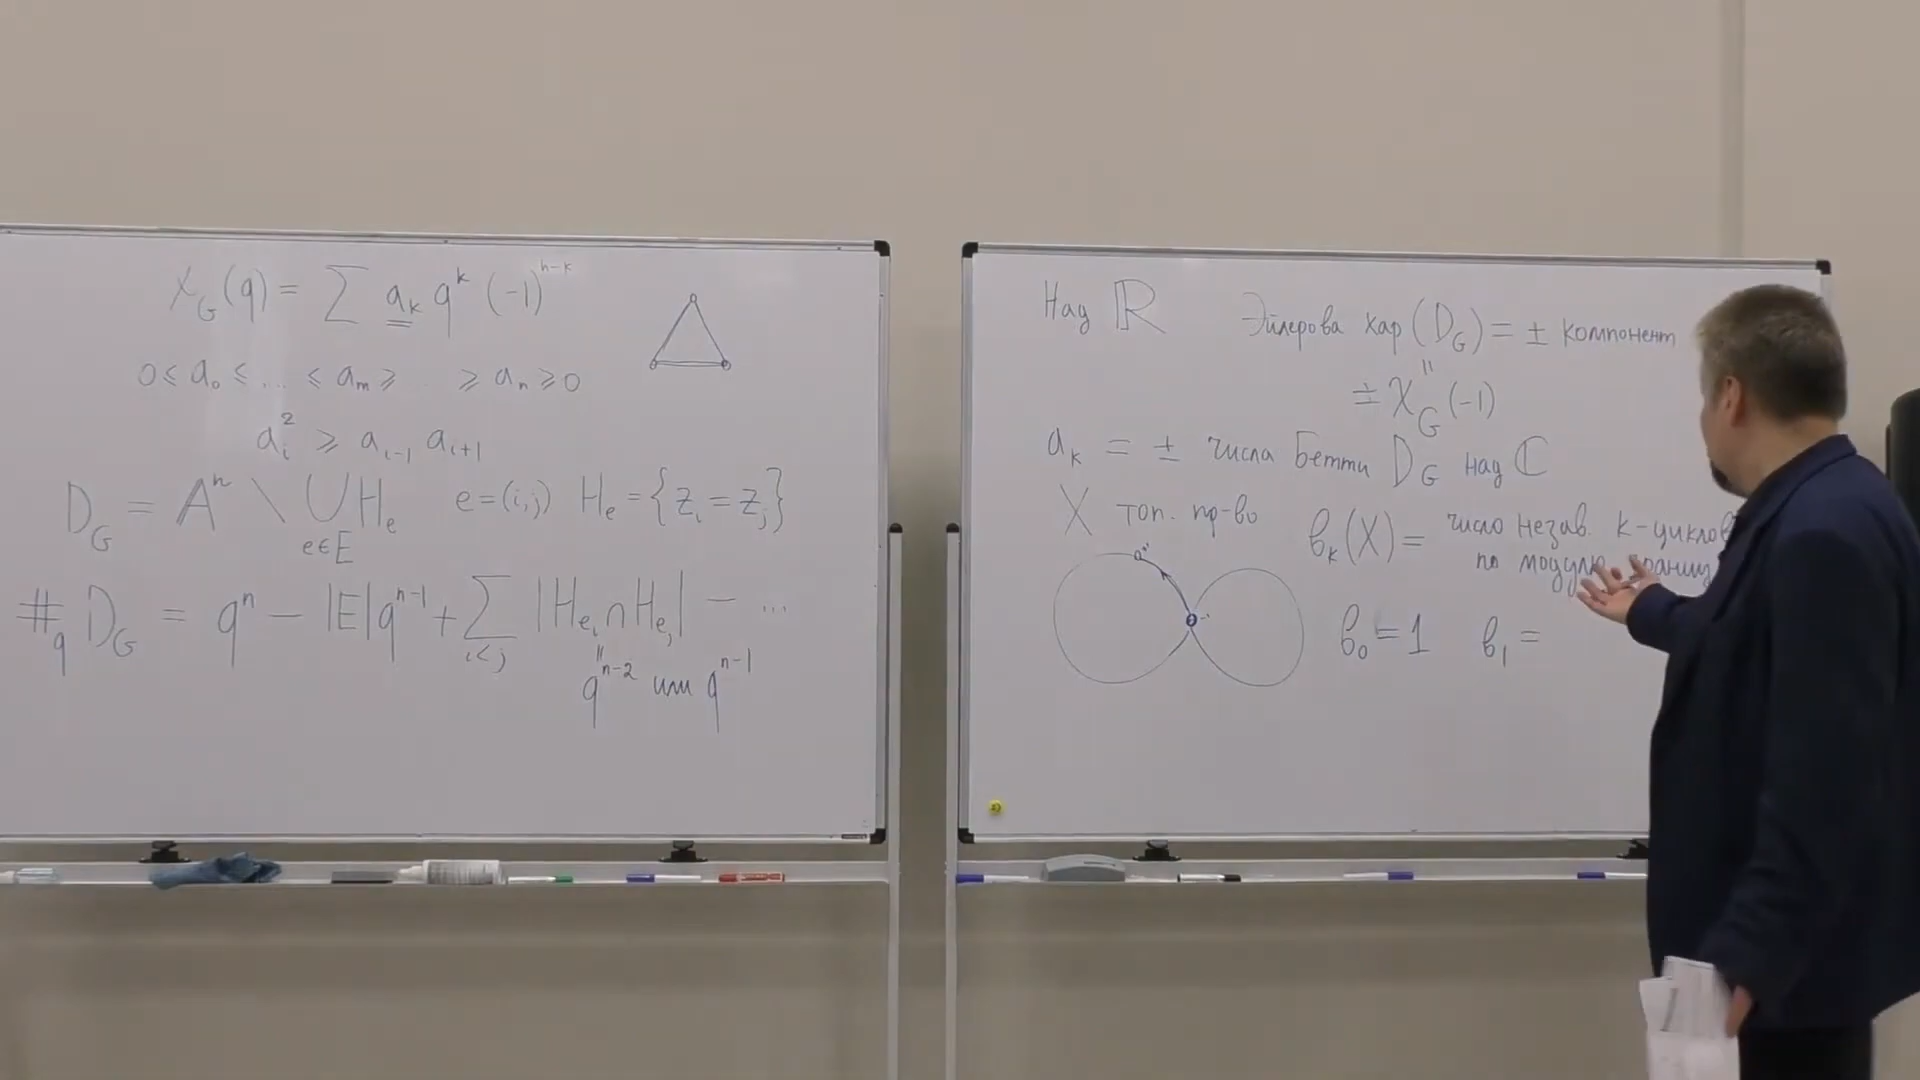 χ_G(q) = ∑ a_k q^k (-1)^{n-k}
0 ≤ a_0 ≤ ... ≤ a_m ≥ ... ≥ a_n ≥ 0
a_i^2 ≥ a_{i-1} a_{i+1}
D_G = A^n \ ⋃_{e∈E} H_e   e=(i,j)   H_e = {z_i = z_j}
#_q D_G = q^n - |E| q^{n-1} + ∑_{i<j} |H_{e_i} ∩ H_{e_j}| - ...
q^{n-2} или q^{n-1}
Над ℝ   Эйлерова хар (D_G) = ± компонент
= ± χ_G(-1)
a_k = ± числа Бетти D_G над ℂ
X топ. пр-во   b_k(X) = число незав. k-циклов
по модулю границ
b_0 = 1   b_1 =